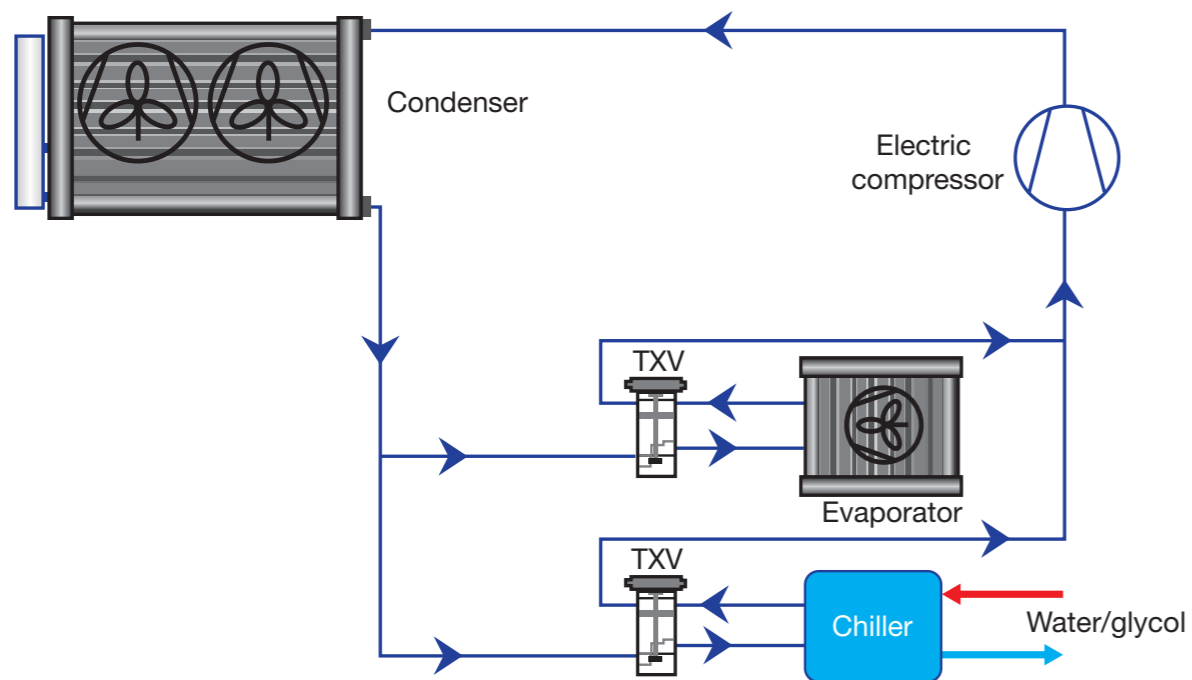 Condenser
Electric
compressor
TXV
Evaporator
TXV
Chiller
Water/glycol